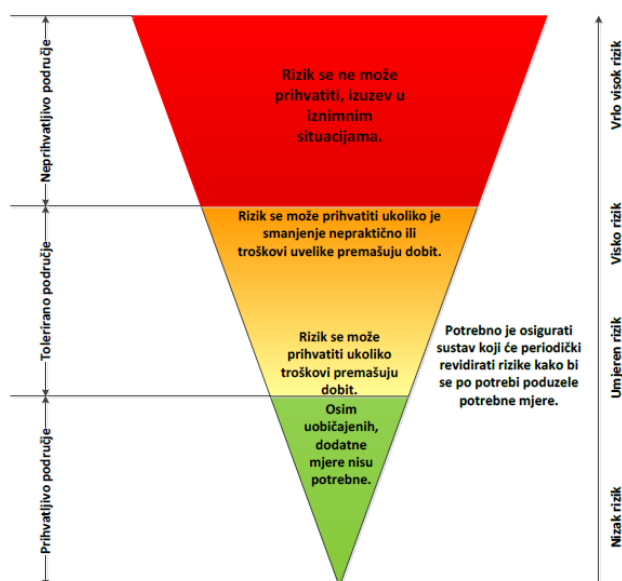 Neprihvatljivo područje
Rizik se ne može
prihvatiti, izuzev u
iznimnim
situacijama.
Vrlo visok rizik
Tolerirano područje
Rizik se može prihvatiti ukoliko je
smanjenje nepraktično ili
troškovi uvelike premašuju dobit.
Visko rizik
Rizik se može
prihvatiti ukoliko
troškovi premašuju
dobit.
Potrebno je osigurati
sustav koji će periodički
revidirati rizike kako bi
se po potrebi poduzele
potrebne mjere.
Umjeren rizik
Prihvatljivo područje
Osim
uobičajenih,
dodatne
mjere nisu
potrebne.
Nizak rizik